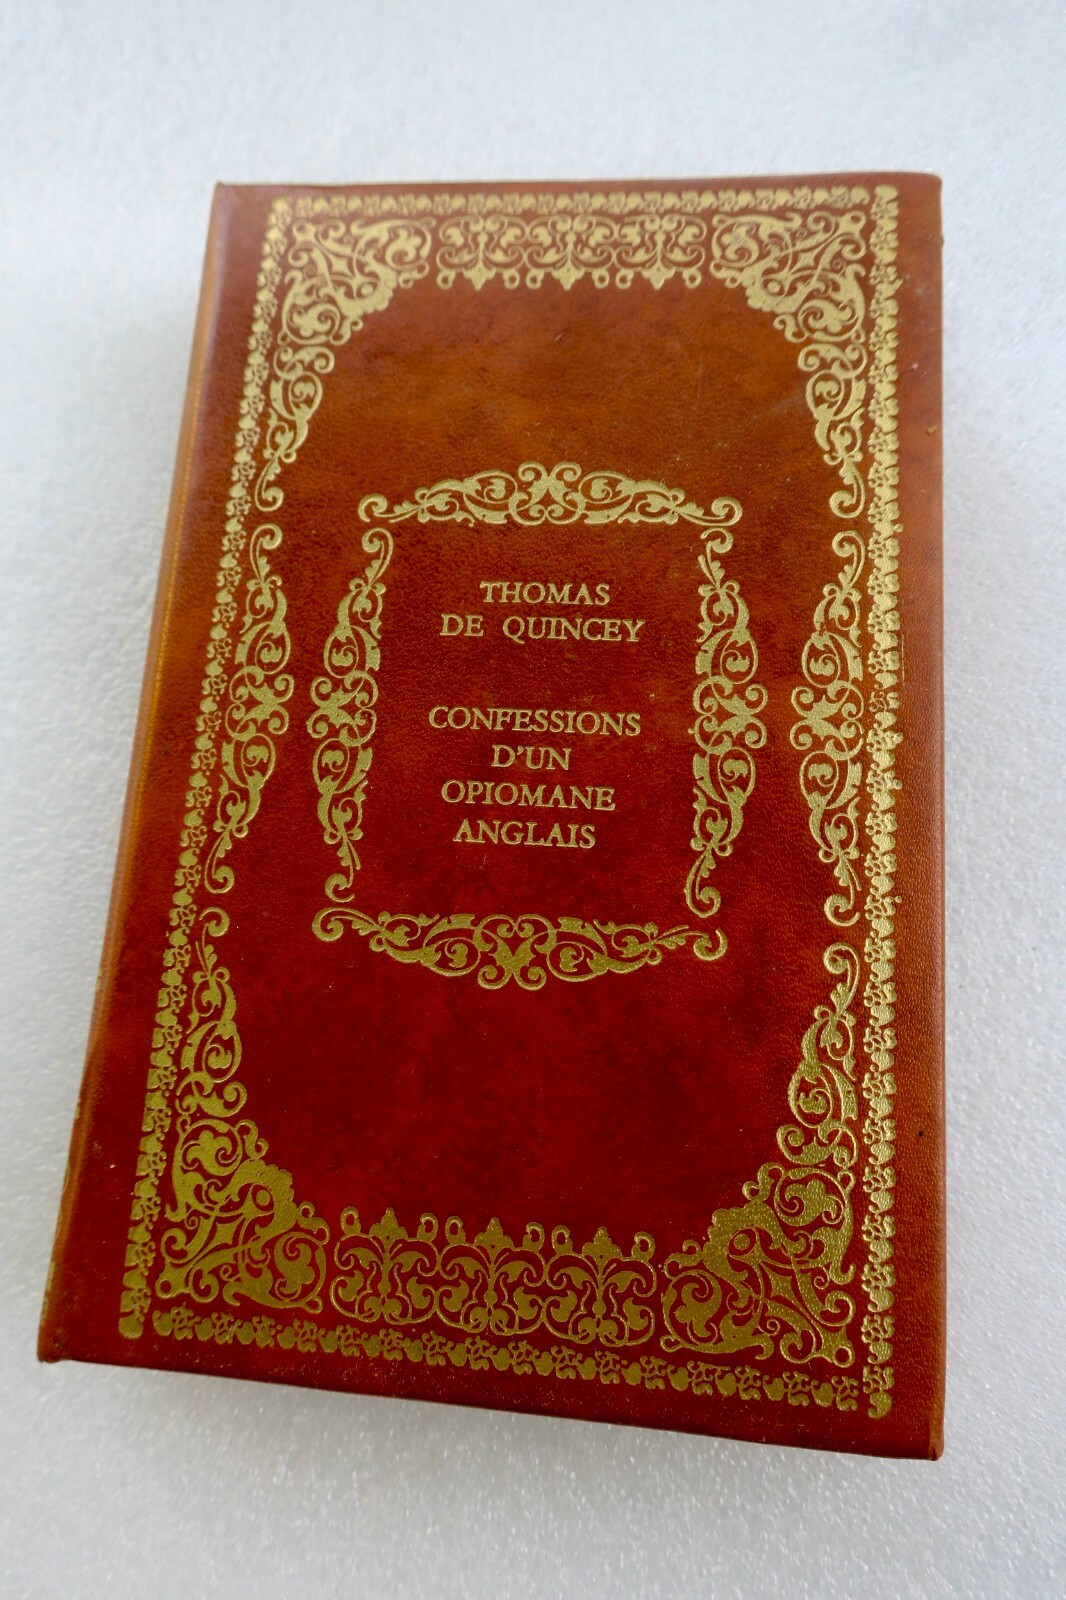 THOMAS
DE QUINCEY
CONFESSIONS
D'UN
OPIOMANE
ANGLAIS